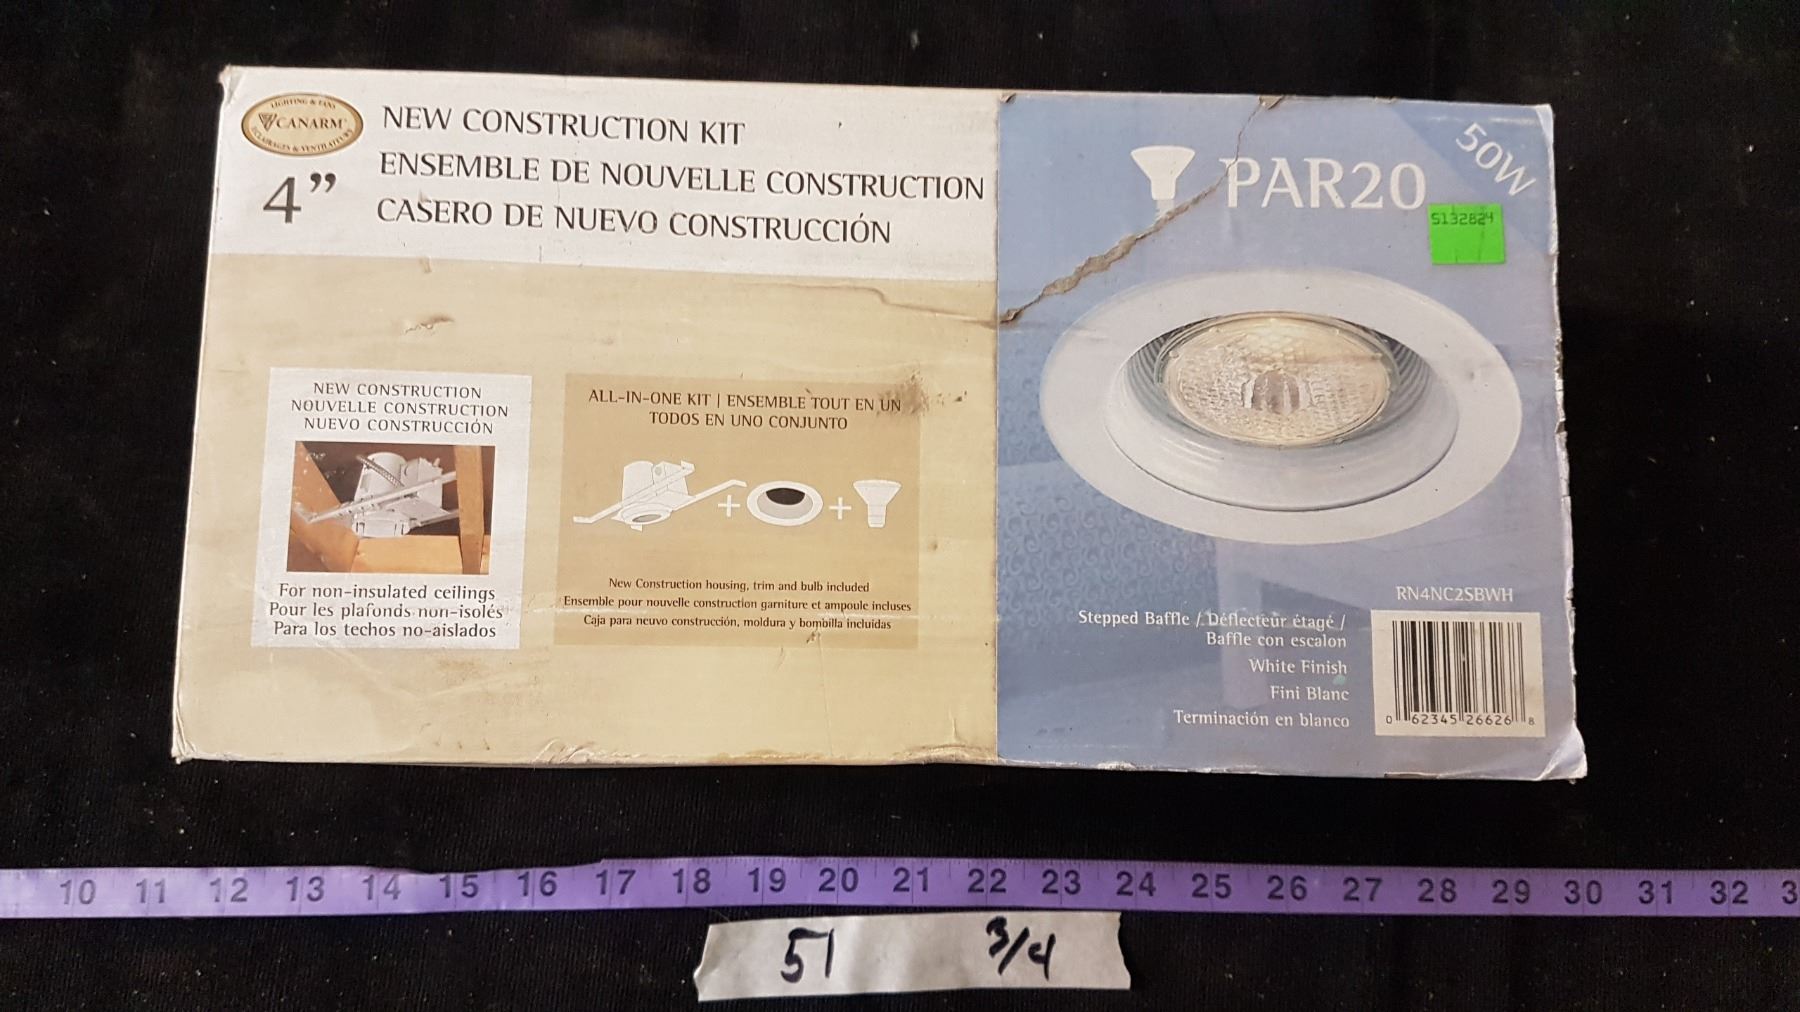 LIGHTING & FANS
CANARM
ÉCLAIRAGES & VENTILATEURS
4”
NEW CONSTRUCTION KIT
ENSEMBLE DE NOUVELLE CONSTRUCTION
CASERO DE NUEVO CONSTRUCCIÓN
NEW CONSTRUCTION
NOUVELLE CONSTRUCTION
NUEVO CONSTRUCCIÓN
For non-insulated ceilings
Pour les plafonds non-isolés
Para los techos no-aislados
ALL-IN-ONE KIT | ENSEMBLE TOUT EN UN
TODOS EN UNO CONJUNTO
+ +
New Construction housing, trim and bulb included
Ensemble pour nouvelle construction garniture et ampoule incluses
Caja para neuvo construcción, moldura y bombilla incluidas
PAR20
50W
S132824
RN4NC2SBWH
Stepped Baffle / Déflecteur étagé /
Baffle con escalon
White Finish
Fini Blanc
Terminación en blanco
0 62345 26626 8
10 11 12 13 14 15 16 17 18 19 20 21 22 23 24 25 26 27 28 29 30 31 32 3
51 3/4